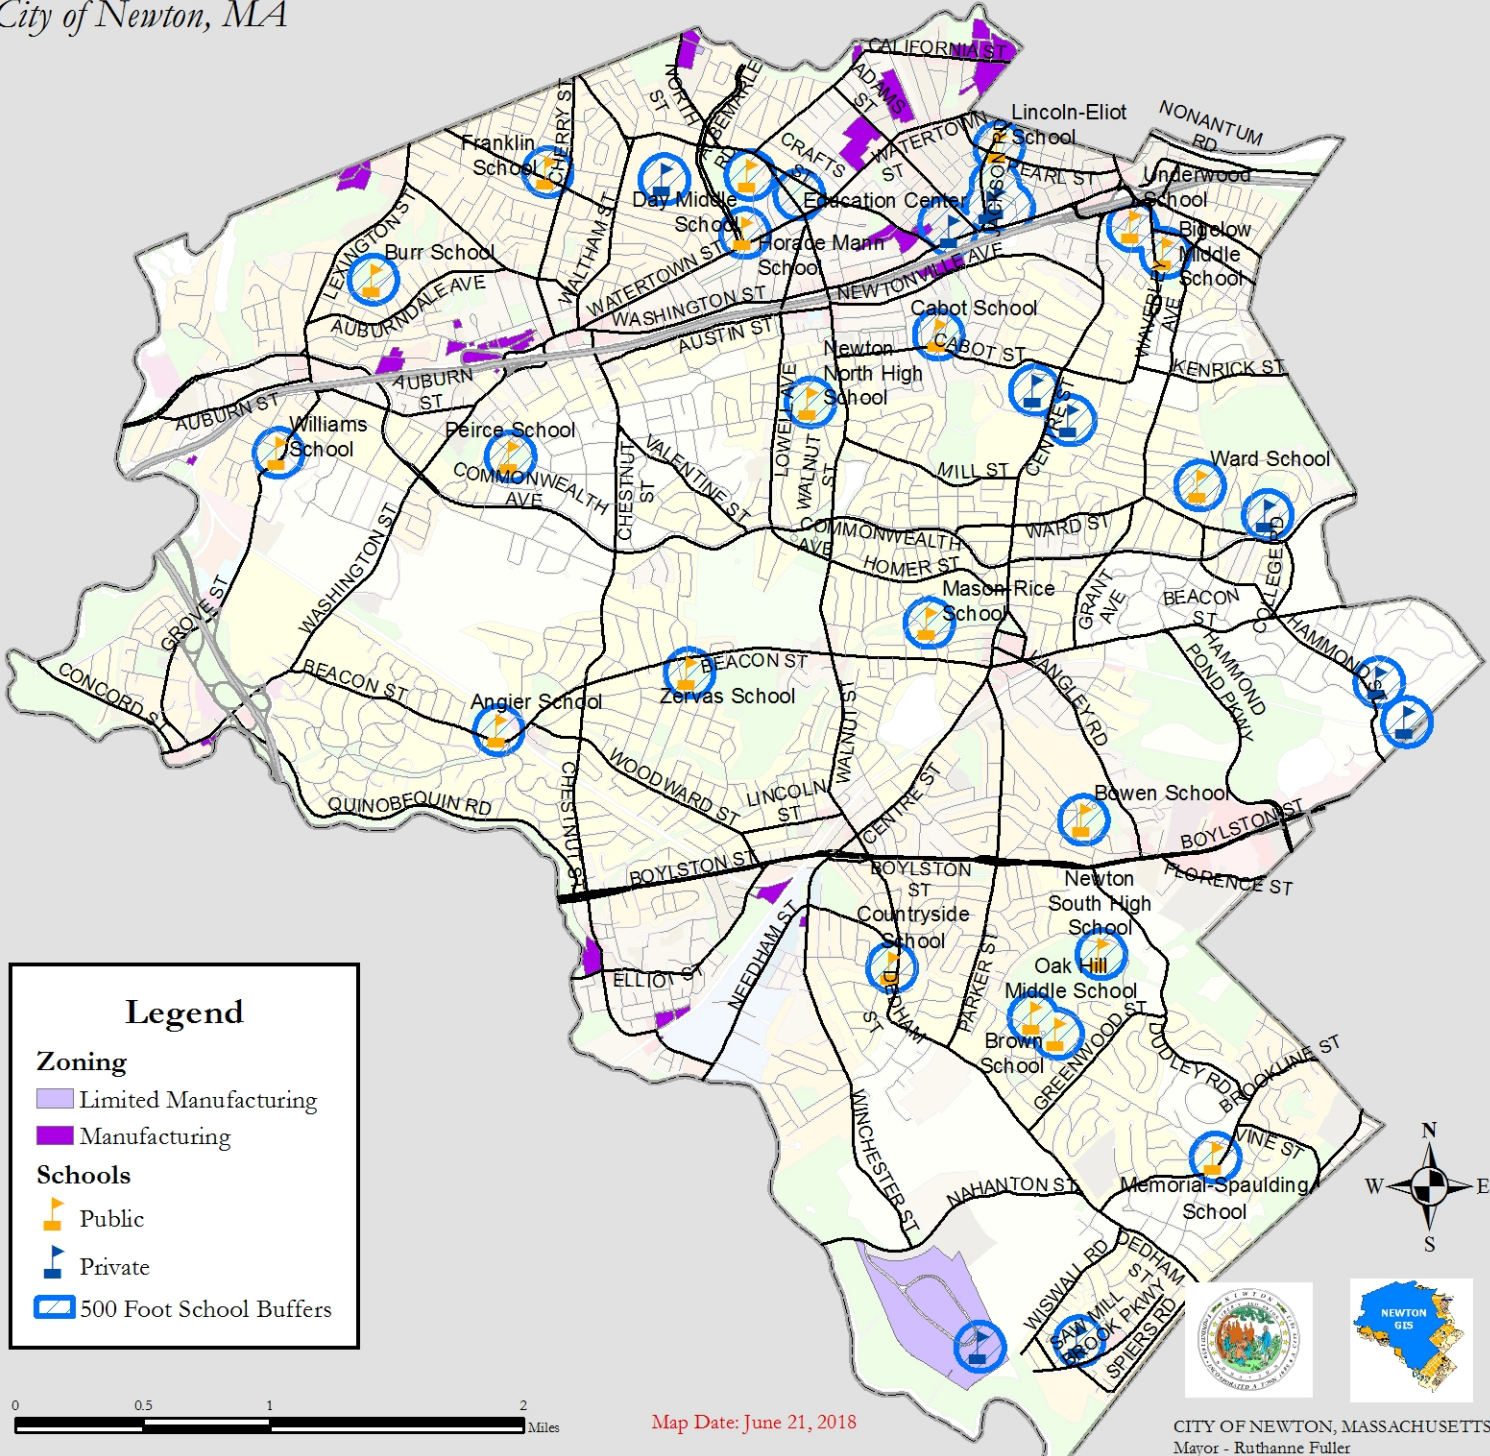 City of Newton, MA
CALIFORNIA ST
NORTH
ST
ALBEMARLE
RD
ADAMS
ST
CHERRY ST
CRAFTS
ST
WATERTOWN
ST
Lincoln-Eliot
School
NONANTUM
RD
Franklin
School
JACKSON RD
PEARL ST
Underwood
School
Day Middle
School
Education Center
Horace Mann
School
Bigelow
Middle
School
LEXINGTON ST
Burr School
WALTHAM ST
WATERTOWN ST
WASHINGTON ST
NEWTONVILLE AVE
AUBURNDALE AVE
AUSTIN ST
Cabot School
CABOT ST
WAVERLEY
AVE
KENRICK ST
Newton
North High
School
AUBURN
ST
AUBURN ST
Williams
School
Peirce School
COMMONWEALTH
AVE
CHESTNUT
ST
VALENTINE ST
LOWELL AVE
WALNUT
ST
MILL ST
CENTRE ST
Ward School
COMMONWEALTH
AVE
WARD ST
HOMER ST
WASHINGTON ST
GROVE ST
Mason-Rice
School
GRANT
AVE
BEACON
ST
COLLEGE RD
HAMMOND ST
HAMMOND
POND PKWY
CONCORD ST
BEACON ST
BEACON ST
Zervas School
Angier School
LANGLEY RD
WALNUT ST
WOODWARD ST
LINCOLN
ST
CENTRE ST
QUINOBEQUIN RD
CHESTNUT ST
Bowen School
BOYLSTON ST
BOYLSTON ST
BOYLSTON
ST
FLORENCE ST
Newton
South High
School
Countryside
School
Oak Hill
Middle School
Brown
School
ELLIOT ST
NEEDHAM ST
DEDHAM
ST
PARKER ST
GREENWOOD ST
DUDLEY RD
BROOKLINE ST
VINE ST
WINCHESTER ST
NAHANTON ST
Memorial-Spaulding
School
WISWALL RD
DEDHAM
ST
SAW MILL
BROOK PKWY
SPIERS RD
Legend
Zoning
Limited Manufacturing
Manufacturing
Schools
Public
Private
500 Foot School Buffers
N
W
E
S
NEWTON
GIS
0
0.5
1
2
Miles
Map Date: June 21, 2018
CITY OF NEWTON, MASSACHUSETTS
Mayor - Ruthanne Fuller